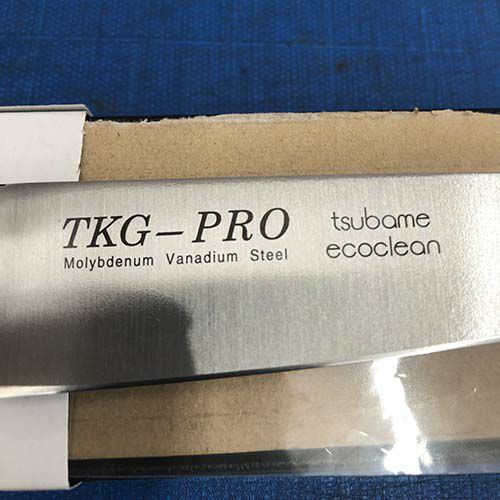 TKG-PRO
Molybdenum Vanadium Steel
tsubame
ecoclean